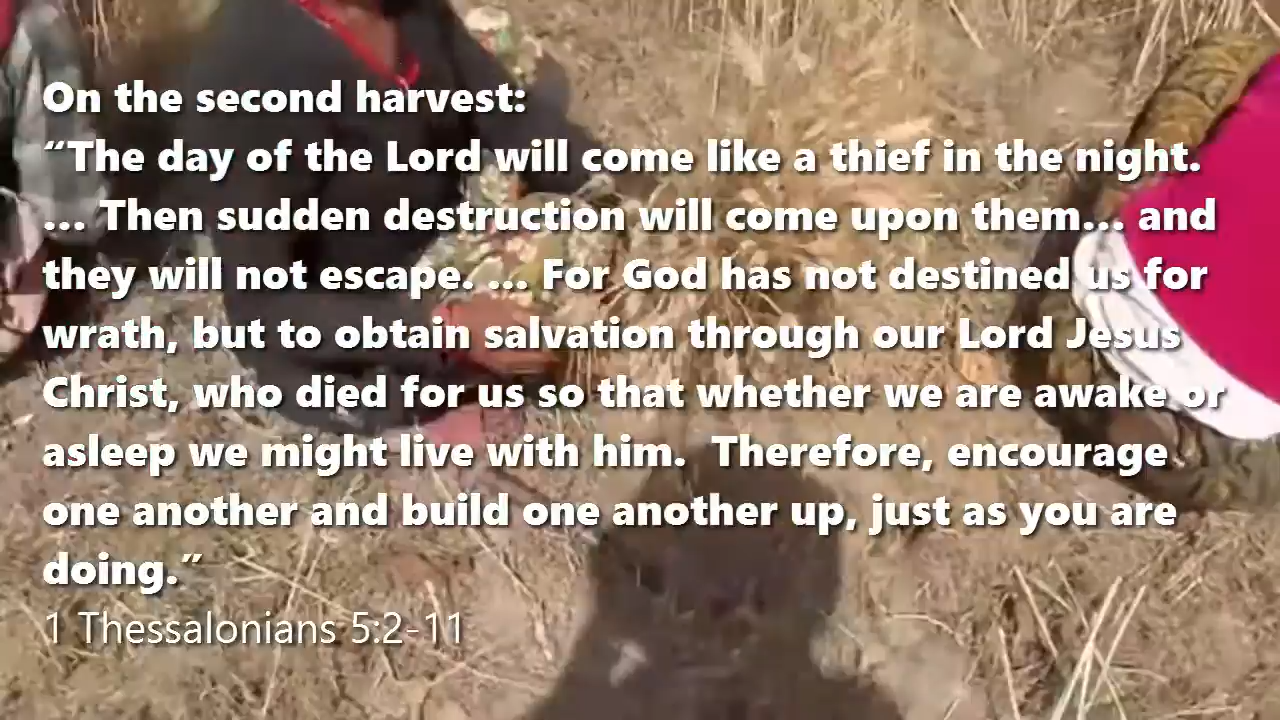 On the second harvest:
“The day of the Lord will come like a thief in the night.
... Then sudden destruction will come upon them... and
they will not escape. ... For God has not destined us for
wrath, but to obtain salvation through our Lord Jesus
Christ, who died for us so that whether we are awake or
asleep we might live with him.  Therefore, encourage
one another and build one another up, just as you are
doing.”
1 Thessalonians 5:2-11